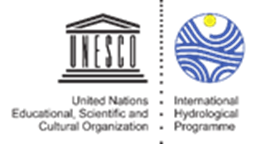 UNESCO
United Nations
Educational, Scientific and
Cultural Organization
International
Hydrological
Programme